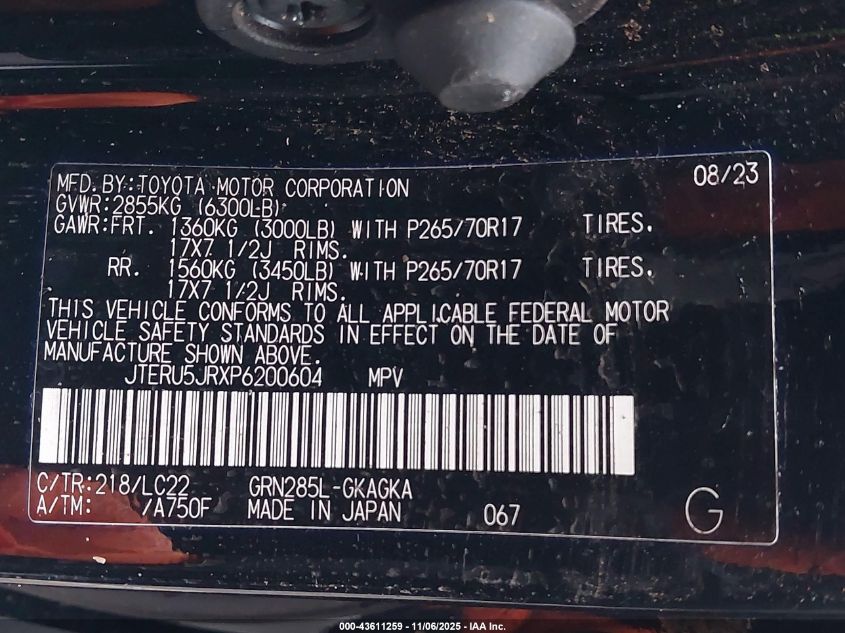 MFD. BY: TOYOTA MOTOR CORPORATION 08/23
GVWR: 2855KG (6300LB)
GAWR: FRT. 1360KG (3000LB) WITH P265/70R17 TIRES.
17X7 1/2J RIMS.
RR. 1560KG (3450LB) WITH P265/70R17 TIRES.
17X7 1/2J RIMS.
THIS VEHICLE CONFORMS TO ALL APPLICABLE FEDERAL MOTOR
VEHICLE SAFETY STANDARDS IN EFFECT ON THE DATE OF
MANUFACTURE SHOWN ABOVE.
JTERU5JRXP6200604 MPV
C/TR: 218/LC22 GRN285L-GKAGKA
A/TM: /A750F MADE IN JAPAN 067 G
000-43611259 - 11/06/2025 - IAA Inc.